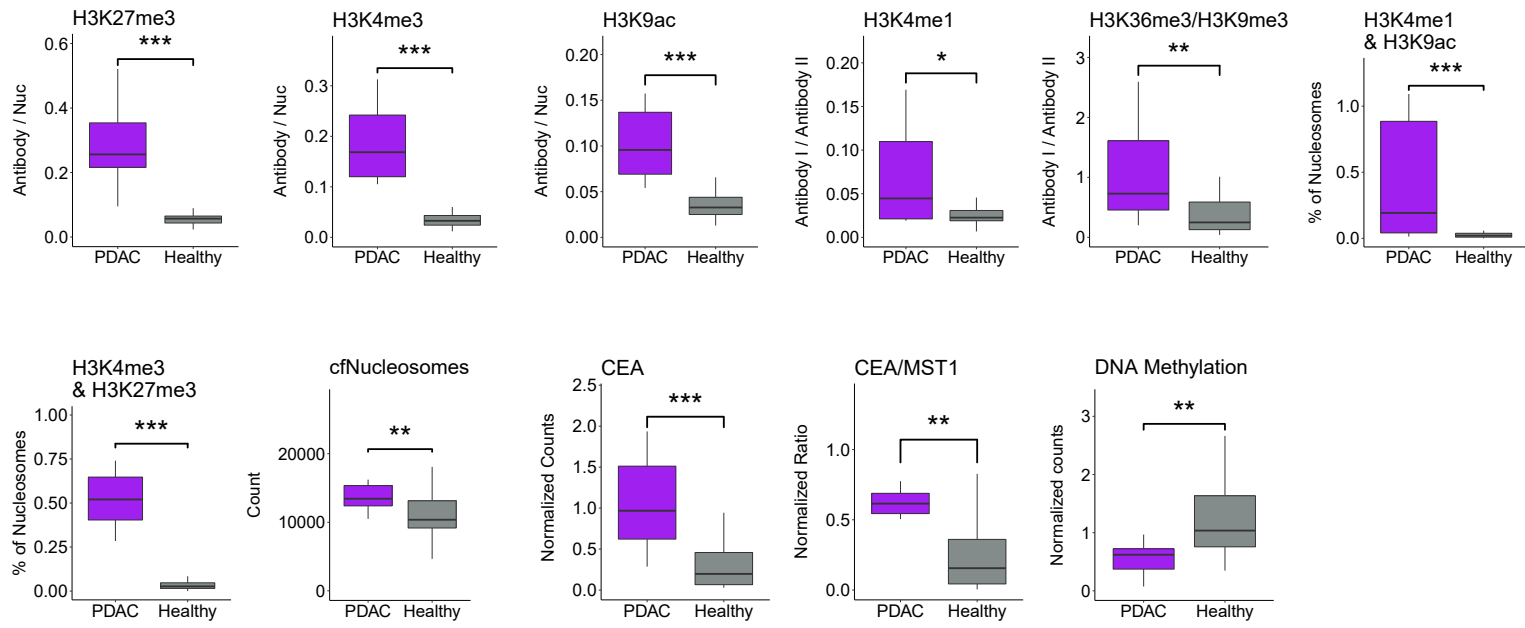 H3K27me3
***
0.6
0.4
0.2
0.0
Antibody / Nuc
PDAC Healthy
H3K4me3
***
0.3
0.2
0.1
0.0
Antibody / Nuc
PDAC Healthy
H3K9ac
***
0.20
0.15
0.10
0.05
0.00
Antibody / Nuc
PDAC Healthy
H3K4me1
*
0.20
0.15
0.10
0.05
0.00
Antibody I / Antibody II
PDAC Healthy
H3K36me3/H3K9me3
**
3
2
1
0
Antibody I / Antibody II
PDAC Healthy
H3K4me1
& H3K9ac
***
1.0
0.5
0.0
% of Nucleosomes
PDAC Healthy
H3K4me3
& H3K27me3
***
1.00
0.75
0.50
0.25
0.00
% of Nucleosomes
PDAC Healthy
cfNucleosomes
**
20000
10000
0
Count
PDAC Healthy
CEA
***
2.5
2.0
1.5
1.0
0.5
0.0
Normalized Counts
PDAC Healthy
CEA/MST1
**
1.0
0.5
0.0
Normalized Ratio
PDAC Healthy
DNA Methylation
**
3
2
1
0
Normalized counts
PDAC Healthy